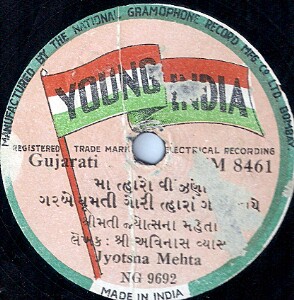 MANUFACTURED BY THE NATIONAL GRAMOPHONE RECORD MFG CO. LTD. BOMBAY
YOUNG INDIA
REGISTERED TRADE MARK ELECTRICAL RECORDING
Gujarati M 8461
મા ત્હારો વીં
ગરબે ઘુમતી ગોરી ત્હારા
શ્રીમતી જ્યોત્સના મહેતા
લેખક: શ્રી અવિનાસ વ્યાસ
Jyotsna Mehta
NG 9692
MADE IN INDIA